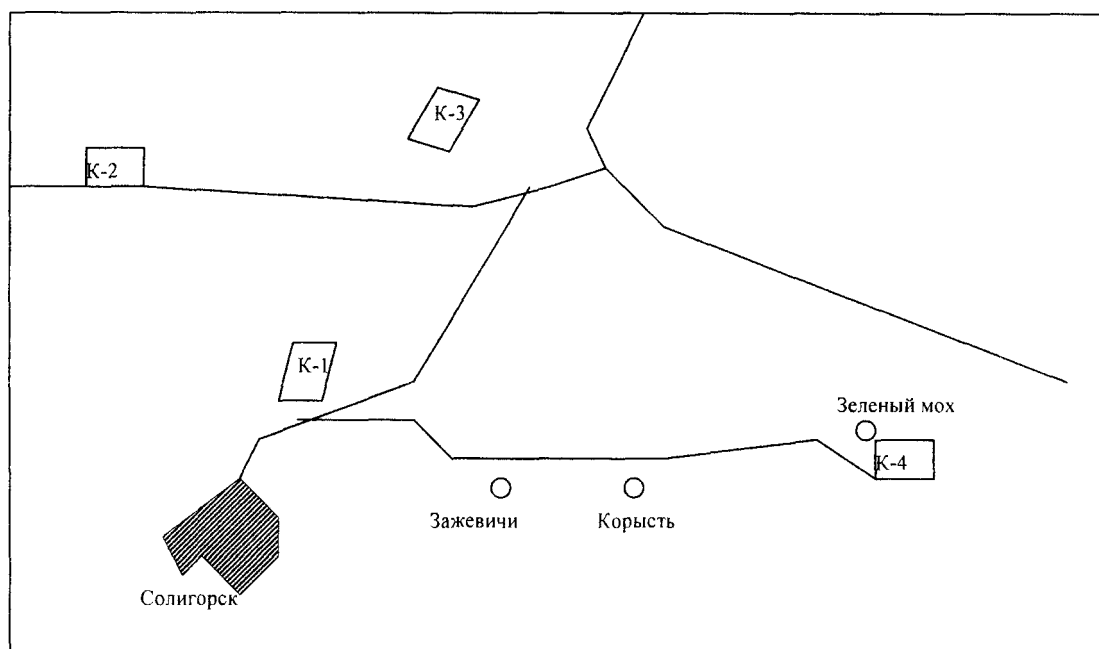 К-3
К-2
К-1
Зеленый мох
К-4
Зажевичи
Корысть
Солигорск